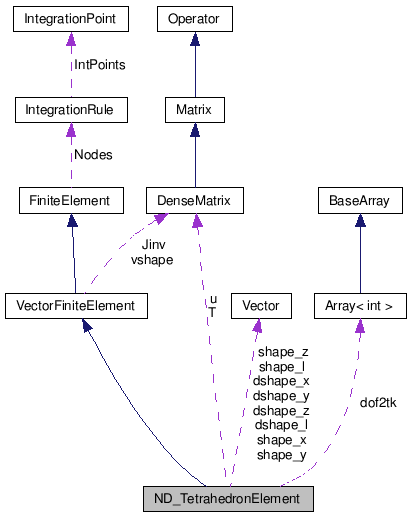 IntegrationPoint
Operator
IntPoints
IntegrationRule
Matrix
Nodes
FiniteElement
DenseMatrix
BaseArray
Jinv
vshape
VectorFiniteElement
u
T
Vector
Array< int >
shape_z
shape_l
dshape_x
dshape_y
dshape_z
dshape_l
shape_x
shape_y
dof2tk
ND_TetrahedronElement